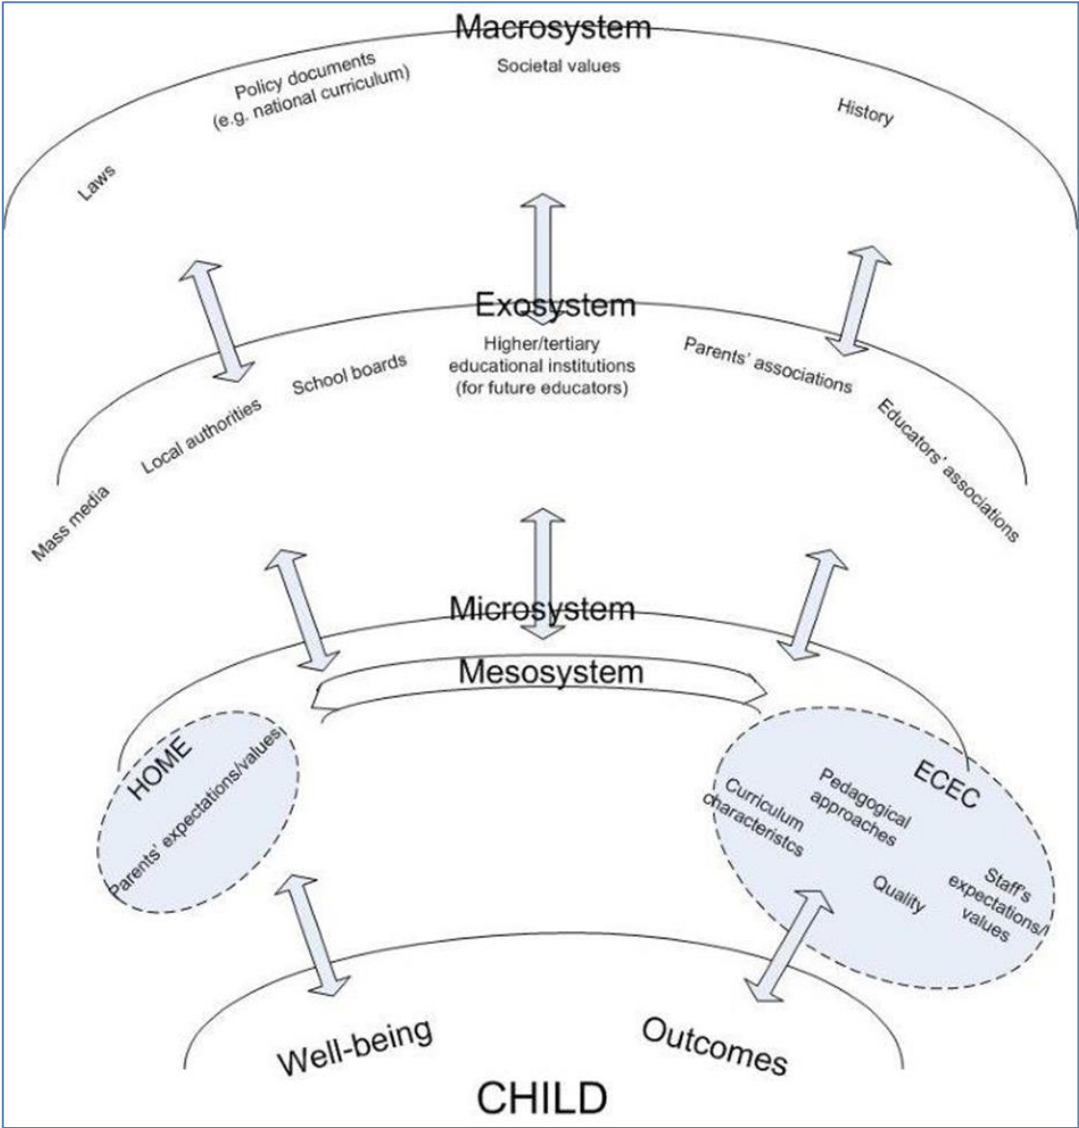 Macrosystem
Societal values
Policy documents
(e.g. national curriculum)
History
Laws
Exosystem
Higher/tertiary
educational institutions
(for future educators)
School boards
Parents' associations
Local authorities
Educators' associations
Mass media
Microsystem
Mesosystem
HOME
Parents' expectations/values
ECEC
Pedagogical
approaches
Curriculum
characteristcs
Quality
Staff's
expectations/
values
Well-being
Outcomes
CHILD